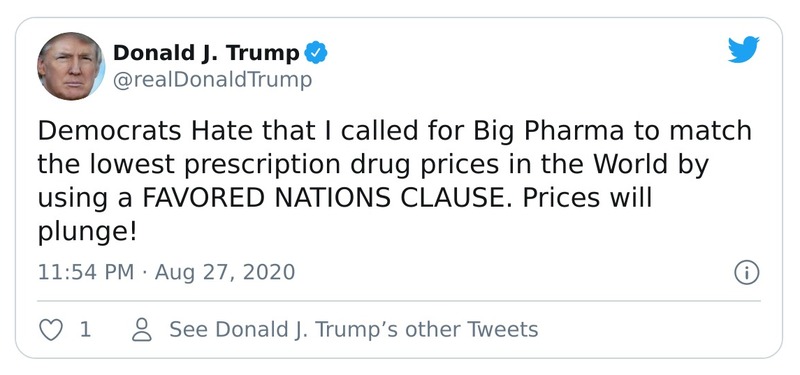 Donald J. Trump
@realDonaldTrump
Democrats Hate that I called for Big Pharma to match
the lowest prescription drug prices in the World by
using a FAVORED NATIONS CLAUSE. Prices will
plunge!
11:54 PM · Aug 27, 2020
1 See Donald J. Trump’s other Tweets